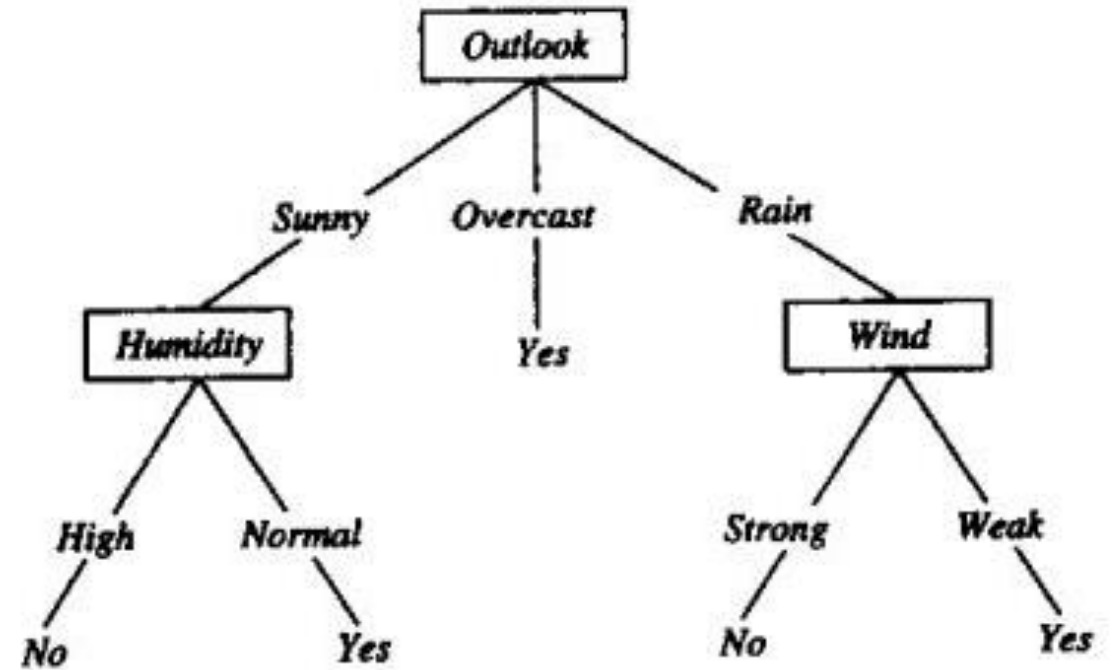 Outlook
Sunny Overcast Rain
Humidity Yes Wind
High Normal Strong Weak
No Yes No Yes